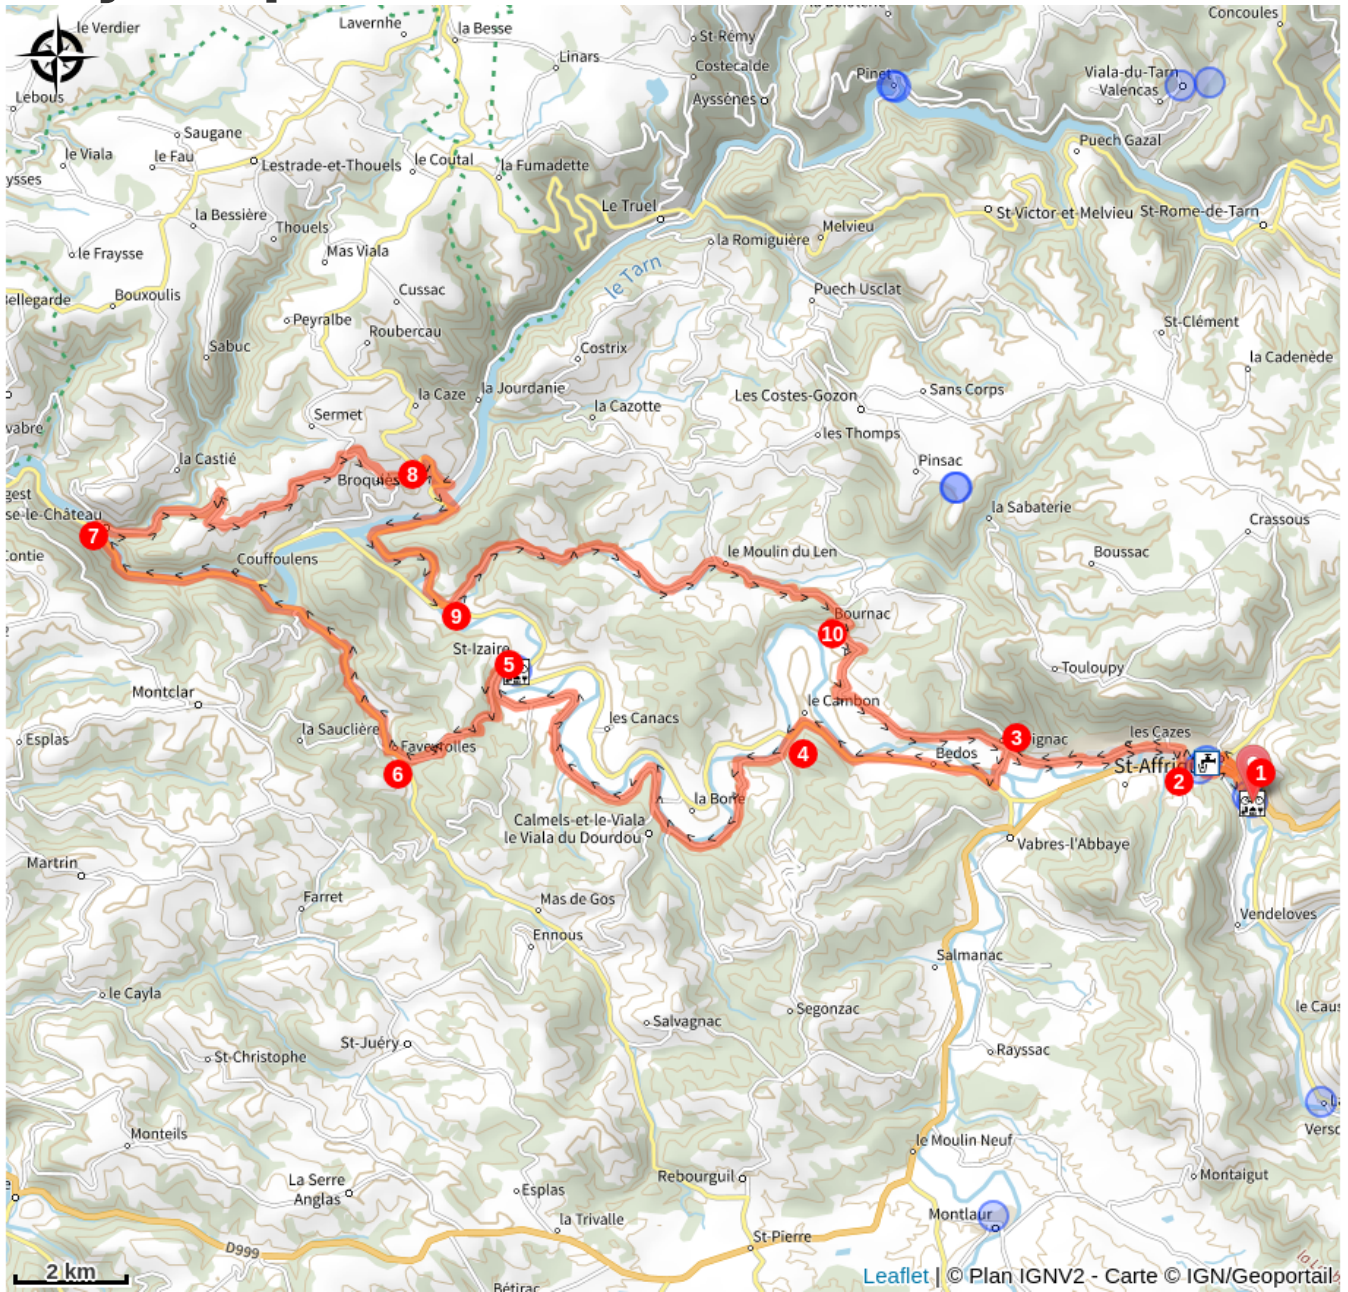 le Verdier
Lavernhe
la Besse
St-Rémy
Concoules
Linars
Costecalde
Pinet
Viala-du-Tarn
Valencas
Ayssènes
Lebous
Saugane
Puech Gazal
le Viala
le Fau
Lestrade-et-Thouels
le Coutal
la Fumadette
Le Truel
St-Victor-et-Melvieu
St-Rome-de-Tarn
la Bessière
Thouels
Melvieu
la Romiguière
le Fraysse
Mas Viala
le Tarn
Cussac
Puech Usclat
Bouxoulis
Peyralbe
Roubercau
St-Clément
Sabuc
Costrix
la Cadenède
la Caze
la Jourdanie
Sans Corps
Les Costes-Gozon
Sermet
la Cazotte
les Thomps
la Castié
Pinsac
8
Broquiès
la Sabaterie
Crassous
7
le Moulin du Len
Boussac
Couffoulens
9
Bournac
10
St-Izaire
5
Touloupy
Montclar
le Cambon
la Sauclière
les Canacs
Esplas
les Cazes
3
Faveyrolles
Bedos
4
6
2
1
la Borie
Calmels-et-le-Viala
le Viala du Dourdou
Vabres-l'Abbaye
Martrin
Farret
Mas de Gos
Vendeloves
Ennous
Salmanac
le Cayla
Segonzac
Salvagnac
St-Juéry
Rayssac
St-Christophe
Monteils
le Moulin Neuf
Rebourguil
Montaigut
La Serre
Anglas
Esplas
Montlaur
la Trivalle
St-Pierre
D999
2 km
Bétirac
Leaflet | © Plan IGNV2 - Carte © IGN/Geoportail